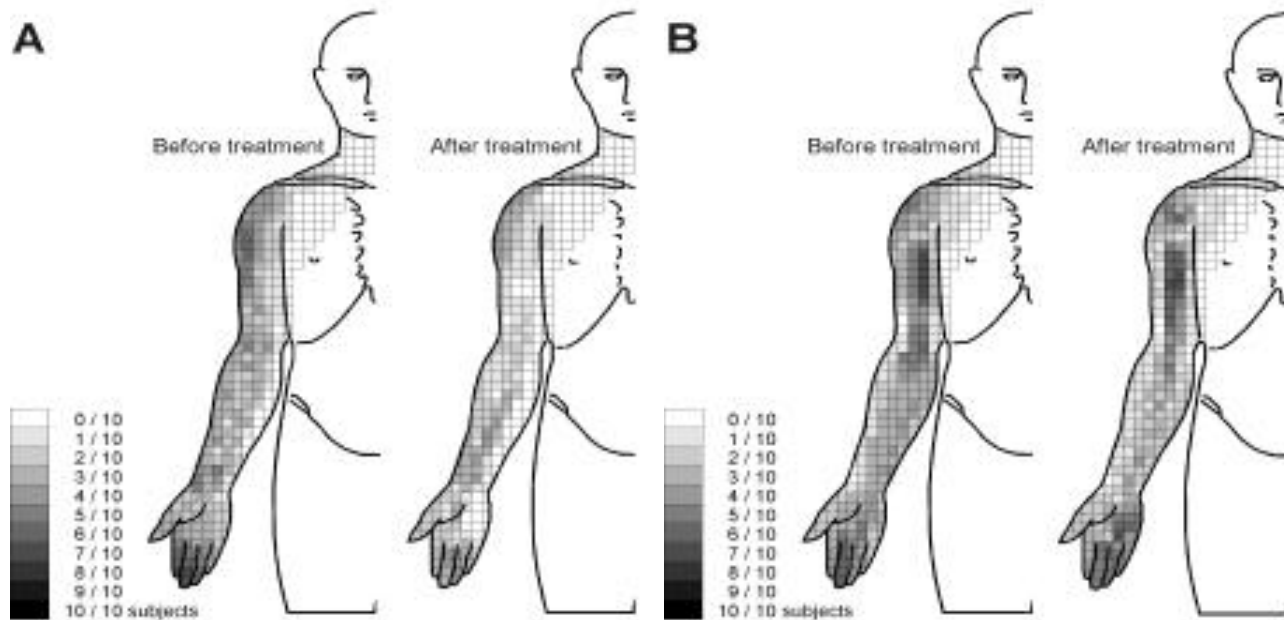 A
Before treatment
After treatment
0 / 10
1 / 10
2 / 10
3 / 10
4 / 10
5 / 10
6 / 10
7 / 10
8 / 10
9 / 10
10 / 10 subjects
B
Before treatment
After treatment
0 / 10
1 / 10
2 / 10
3 / 10
4 / 10
5 / 10
6 / 10
7 / 10
8 / 10
9 / 10
10 / 10 subjects